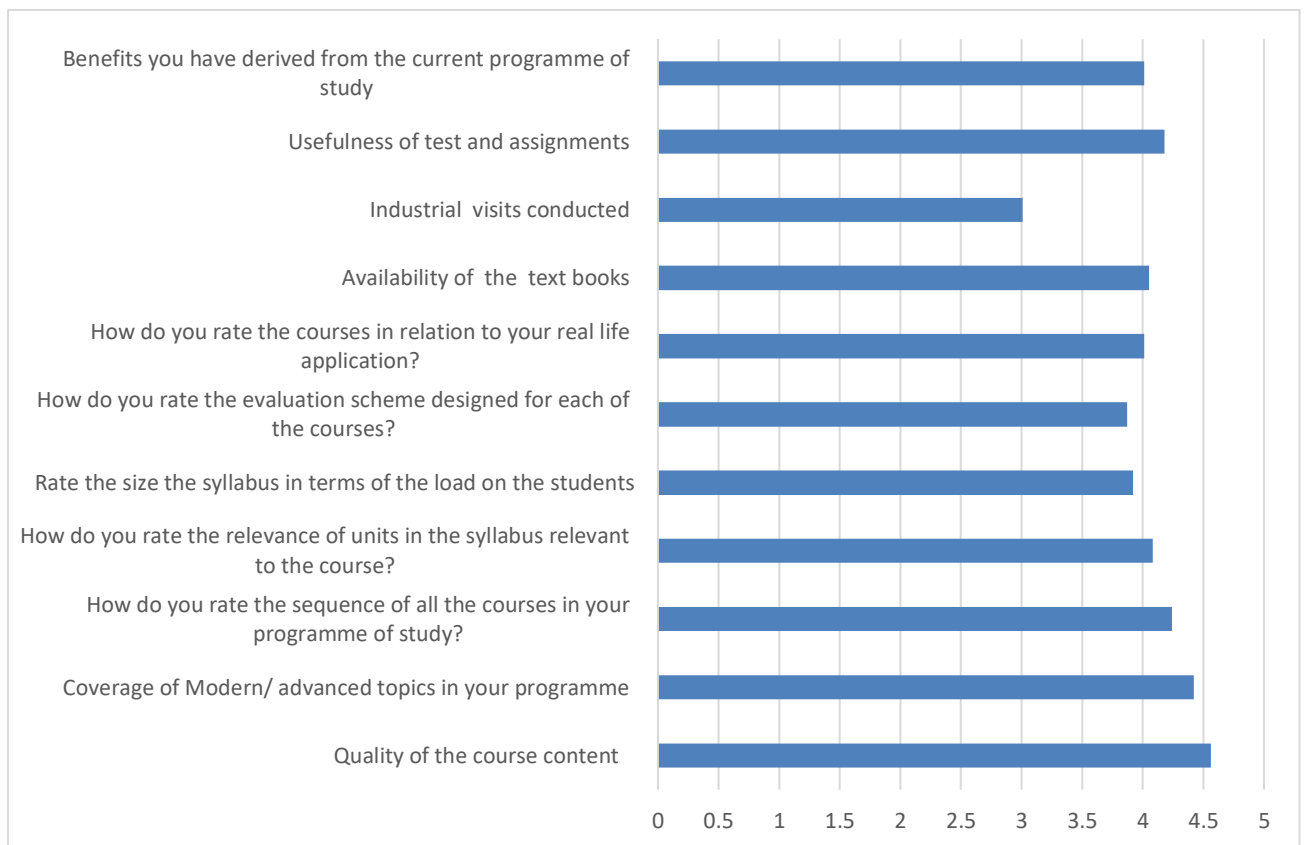 Benefits you have derived from the current programme of
study
Usefulness of test and assignments
Industrial  visits conducted
Availability of  the  text books
How do you rate the courses in relation to your real life
application?
How do you rate the evaluation scheme designed for each of
the courses?
Rate the size the syllabus in terms of the load on the students
How do you rate the relevance of units in the syllabus relevant
to the course?
How do you rate the sequence of all the courses in your
programme of study?
Coverage of Modern/ advanced topics in your programme
Quality of the course content
0 0.5 1 1.5 2 2.5 3 3.5 4 4.5 5